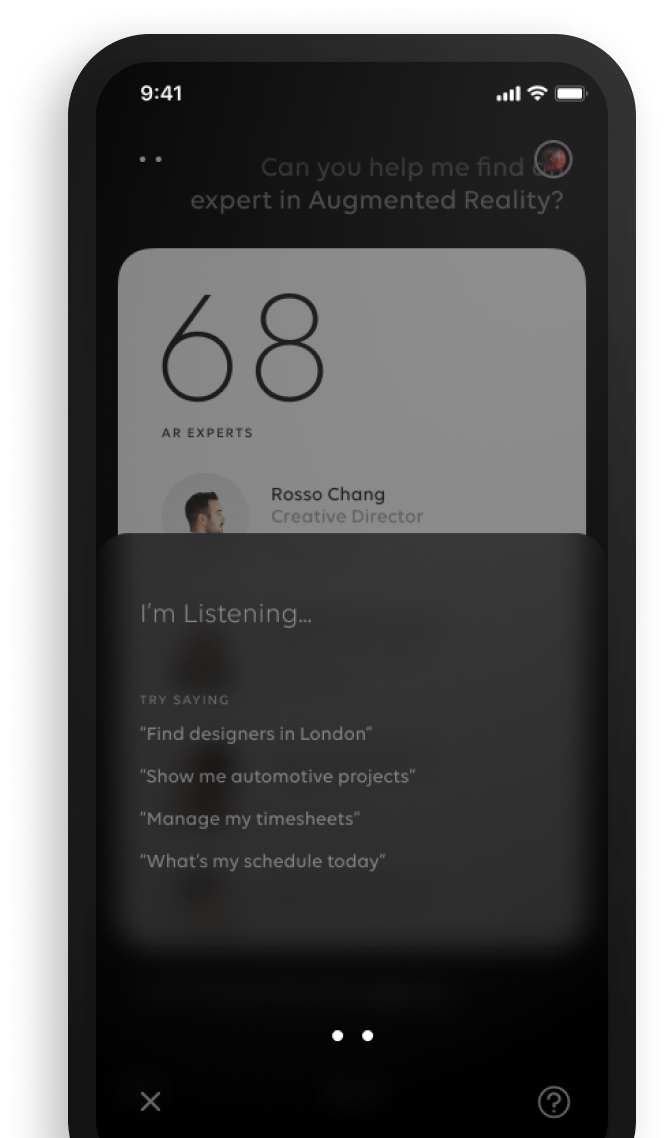 9:41
Can you help me find an
expert in Augmented Reality?
68
AR EXPERTS
Rosso Chang
Creative Director
I'm Listening...
TRY SAYING
"Find designers in London"
"Show me automotive projects"
"Manage my timesheets"
"What's my schedule today"